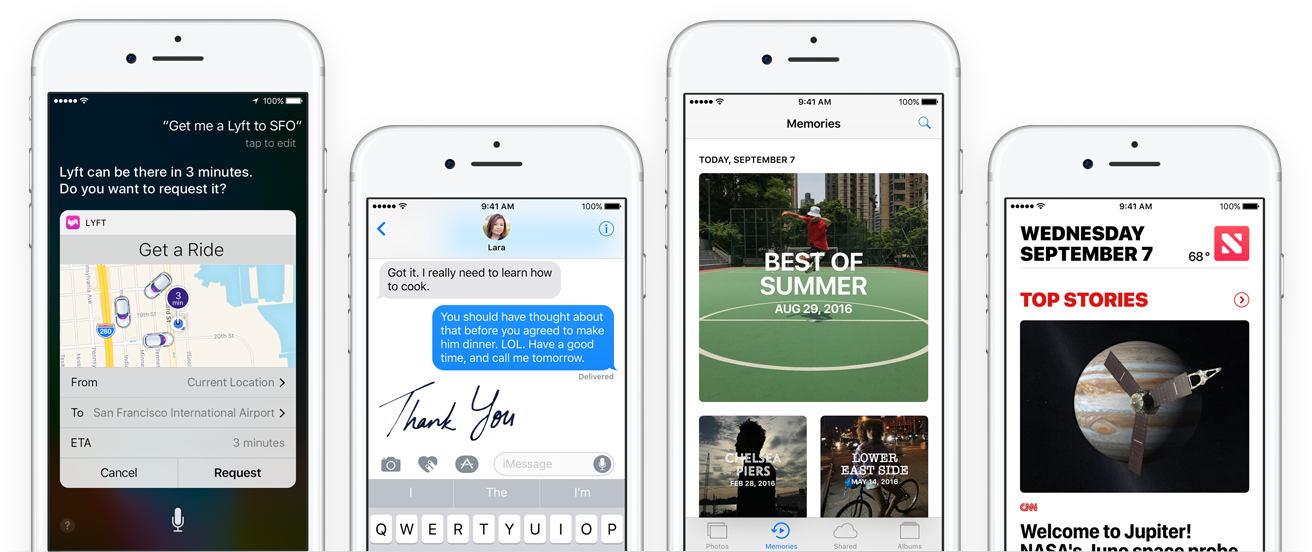 100%
"Get me a Lyft to SFO"
tap to edit
Lyft can be there in 3 minutes.
Do you want to request it?
LYFT
Get a Ride
3
min
280
19th St
20th St
From
Current Location
To
San Francisco International Airport
ETA
3 minutes
Cancel
Request
?
9:41 AM
100%
Lara
Got it. I really need to learn how
to cook.
You should have thought about
that before you agreed to make
him dinner. LOL. Have a good
time, and call me tomorrow.
Delivered
Thank You
iMessage
I
The
I'm
Q W E R T Y U I O P
9:41 AM
100%
Memories
TODAY, SEPTEMBER 7
BEST OF
SUMMER
AUG 29, 2016
CHELSEA
PIERS
FEB 28, 2016
LOWER
EAST SIDE
MAY 14, 2016
Photos
Memories
Shared
Albums
9:41 AM
100%
WEDNESDAY
SEPTEMBER 7
68°
TOP STORIES
CNN
Welcome to Jupiter!
NASA's Juno space probe